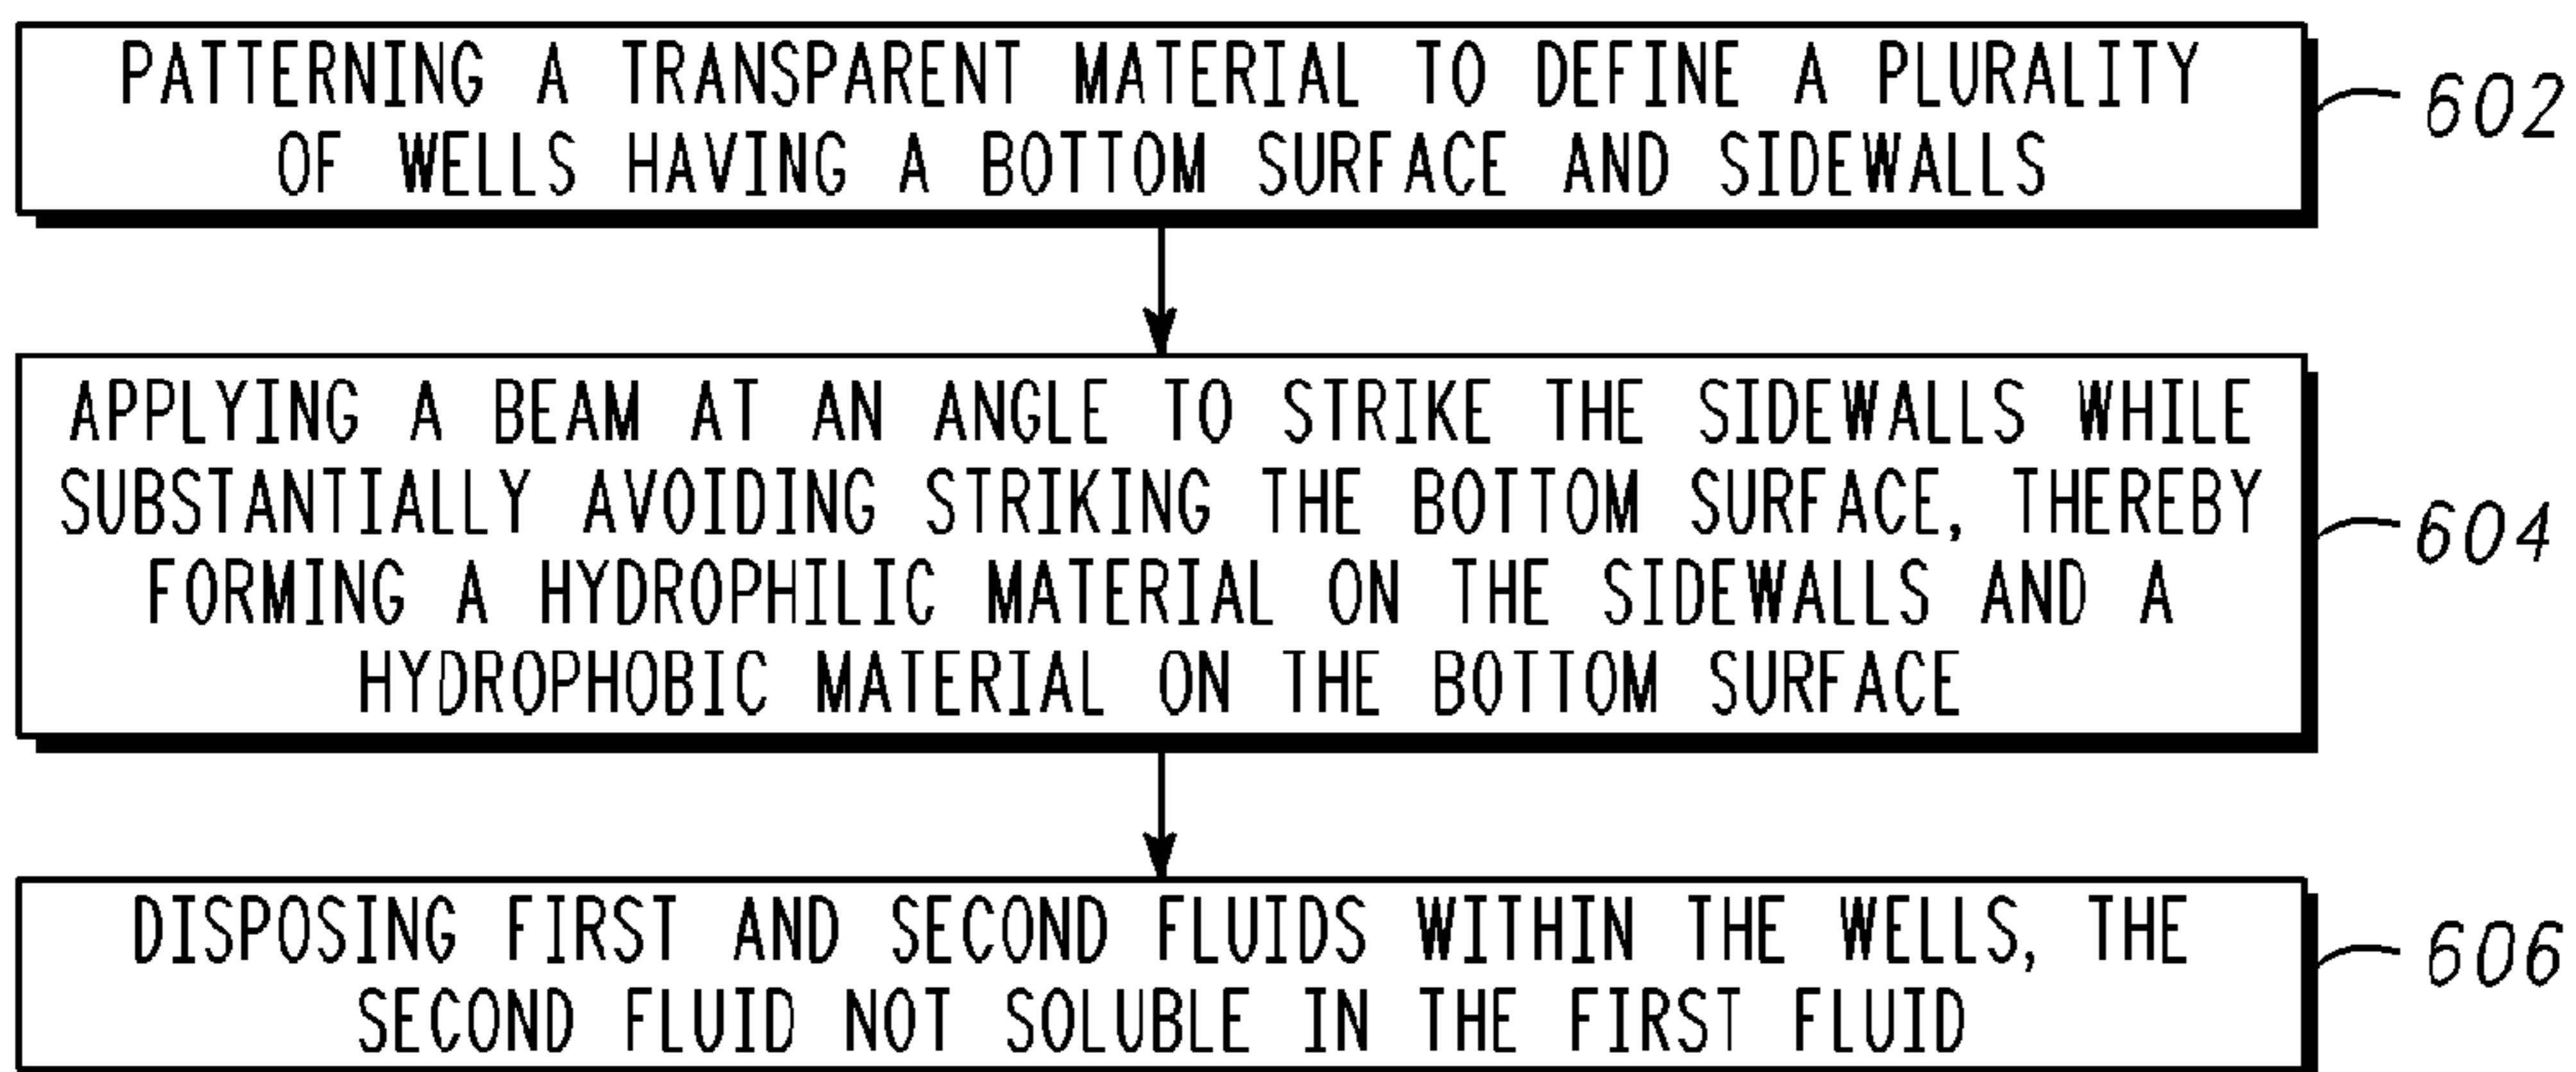 PATTERNING A TRANSPARENT MATERIAL TO DEFINE A PLURALITY
OF WELLS HAVING A BOTTOM SURFACE AND SIDEWALLS
602
APPLYING A BEAM AT AN ANGLE TO STRIKE THE SIDEWALLS WHILE
SUBSTANTIALLY AVOIDING STRIKING THE BOTTOM SURFACE, THEREBY
FORMING A HYDROPHILIC MATERIAL ON THE SIDEWALLS AND A
HYDROPHOBIC MATERIAL ON THE BOTTOM SURFACE
604
DISPOSING FIRST AND SECOND FLUIDS WITHIN THE WELLS, THE
SECOND FLUID NOT SOLUBLE IN THE FIRST FLUID
606